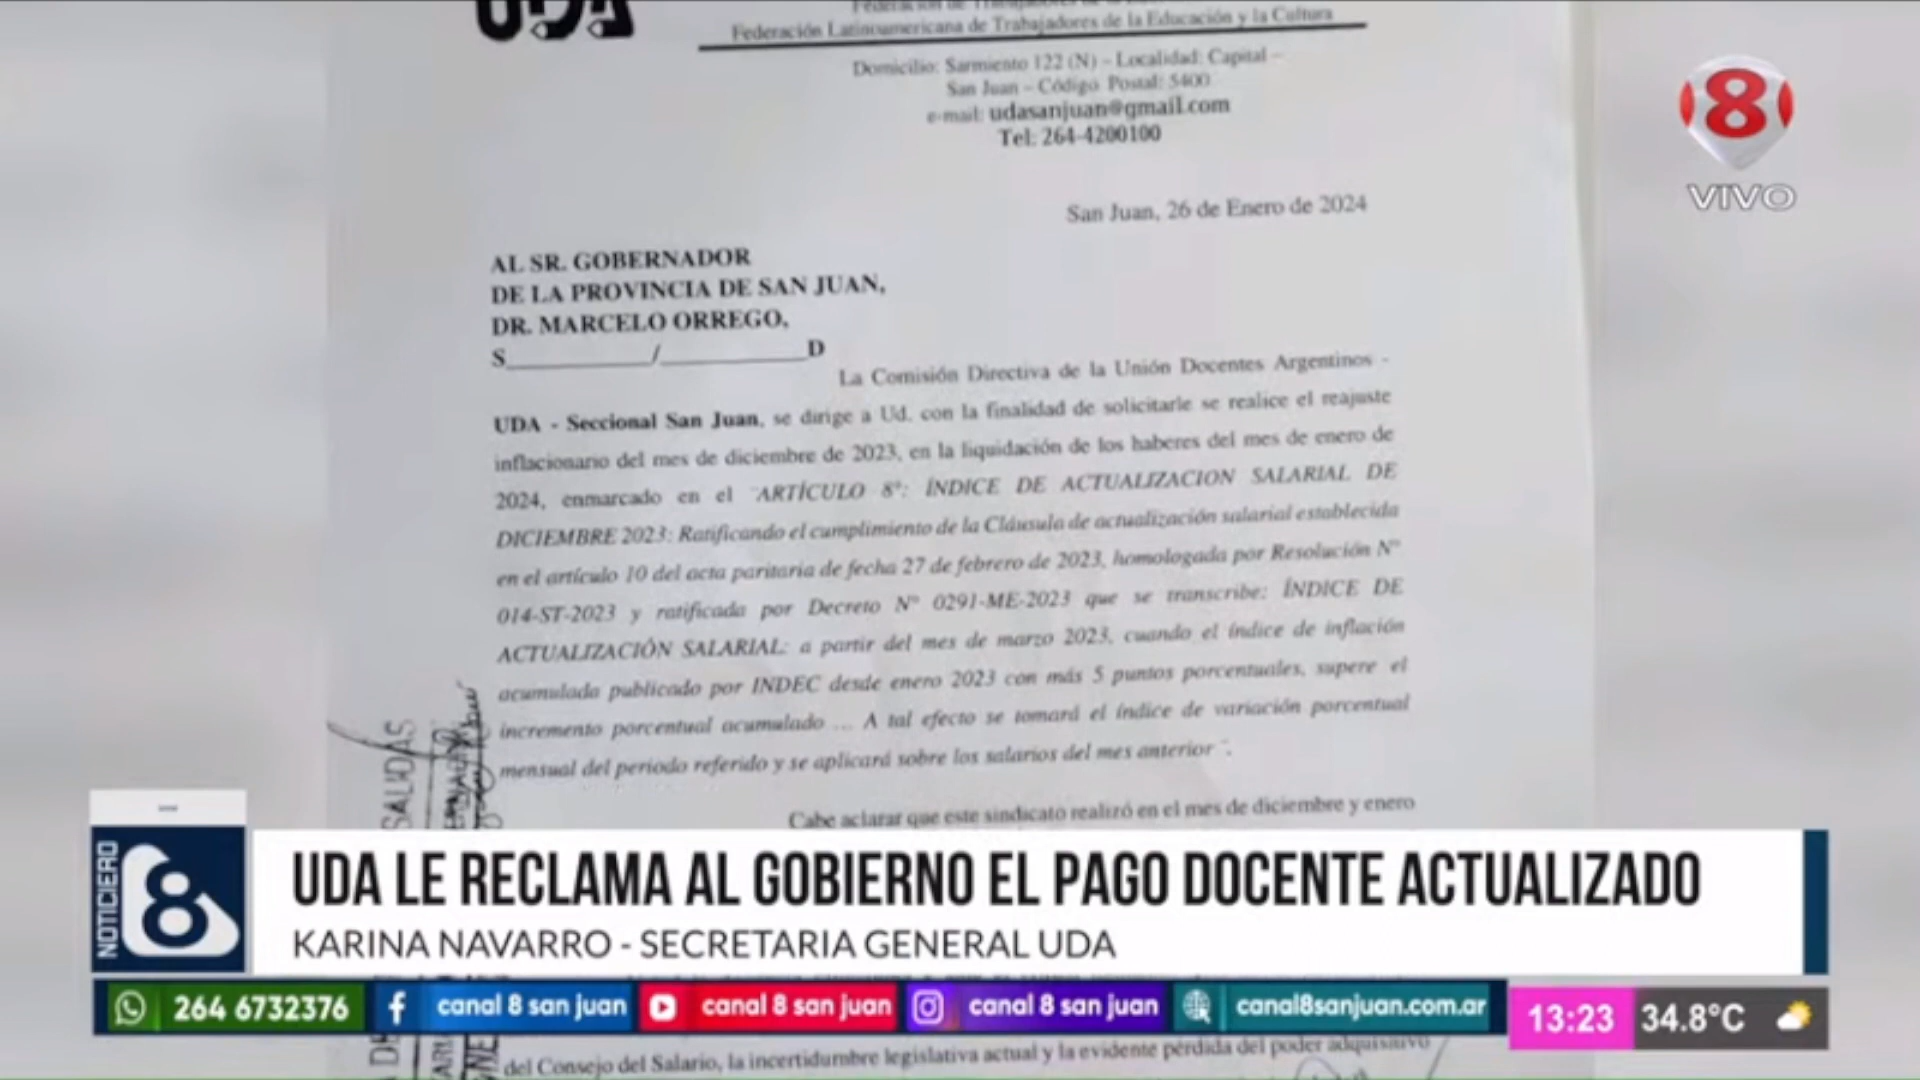 UDA
Federación Latinoamericana de Trabajadores de la Educación y la Cultura
Domicilio: Sarmiento 122 (N) – Localidad: Capital –
San Juan – Código Postal: 5400
e-mail: udasanjuan@gmail.com
Tel: 264-4200100
8
VIVO
San Juan, 26 de Enero de 2024
AL SR. GOBERNADOR
DE LA PROVINCIA DE SAN JUAN,
DR. MARCELO ORREGO,
S__________/__________D
La Comisión Directiva de la Unión Docentes Argentinos -
UDA - Seccional San Juan, se dirige a Ud. con la finalidad de solicitarle se realice el reajuste
inflacionario del mes de diciembre de 2023, en la liquidación de los haberes del mes de enero de
2024, enmarcado en el ¨ARTÍCULO 8°: ÍNDICE DE ACTUALIZACION SALARIAL DE
DICIEMBRE 2023: Ratificando el cumplimiento de la Cláusula de actualización salarial establecida
en el artículo 10 del acta paritaria de fecha 27 de febrero de 2023, homologada por Resolución N°
014-ST-2023 y ratificada por Decreto N° 0291-ME-2023 que se transcribe: ÍNDICE DE
ACTUALIZACIÓN SALARIAL: a partir del mes de marzo 2023, cuando el índice de inflación
acumulada publicado por INDEC desde enero 2023 con más 5 puntos porcentuales, supere el
incremento porcentual acumulado ... A tal efecto se tomará el índice de variación porcentual
mensual del periodo referido y se aplicará sobre los salarios del mes anterior ¨.
Cabe aclarar que este sindicato realizó en el mes de diciembre y enero
SALIDAS
NOTICIERO 8
UDA LE RECLAMA AL GOBIERNO EL PAGO DOCENTE ACTUALIZADO
KARINA NAVARRO - SECRETARIA GENERAL UDA
264 6732376 canal 8 san juan canal 8 san juan canal 8 san juan canal8sanjuan.com.ar 13:23 34.8°C
del Consejo del Salario, la incertidumbre legislativa actual y la evidente pérdida del poder adquisitivo